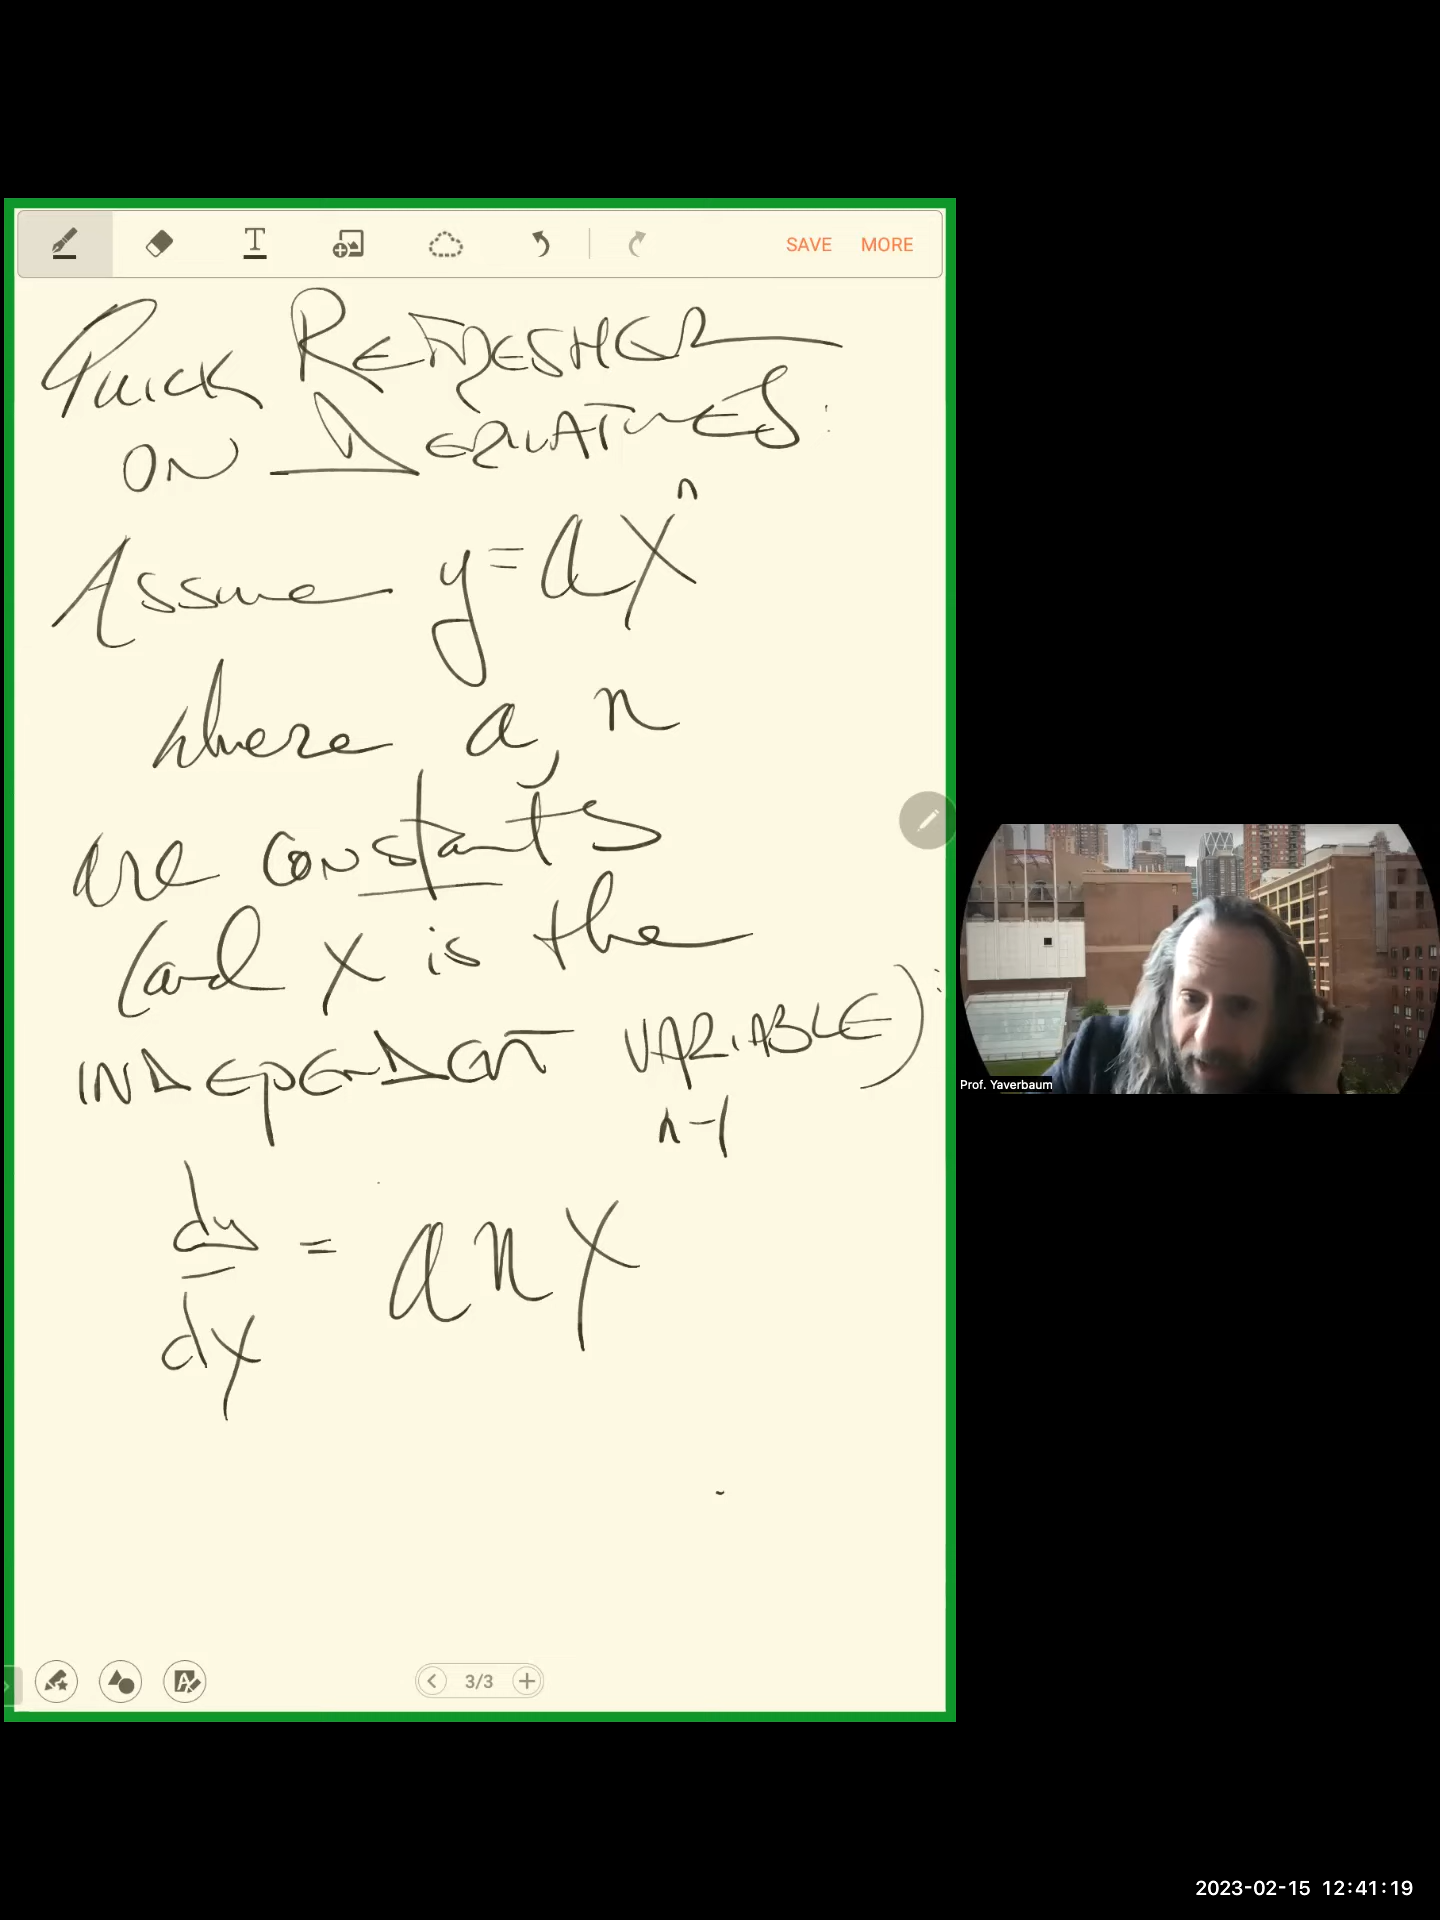 SAVE MORE
QUICK REFRESHER
ON DERIVATIVES:
Assume y = ax^n
where a, n
are constants
(and x is the
INDEPENDENT VARIABLE):
dy/dx = anx^n-1
Prof. Yaverbaum
3/3
2023-02-15 12:41:19